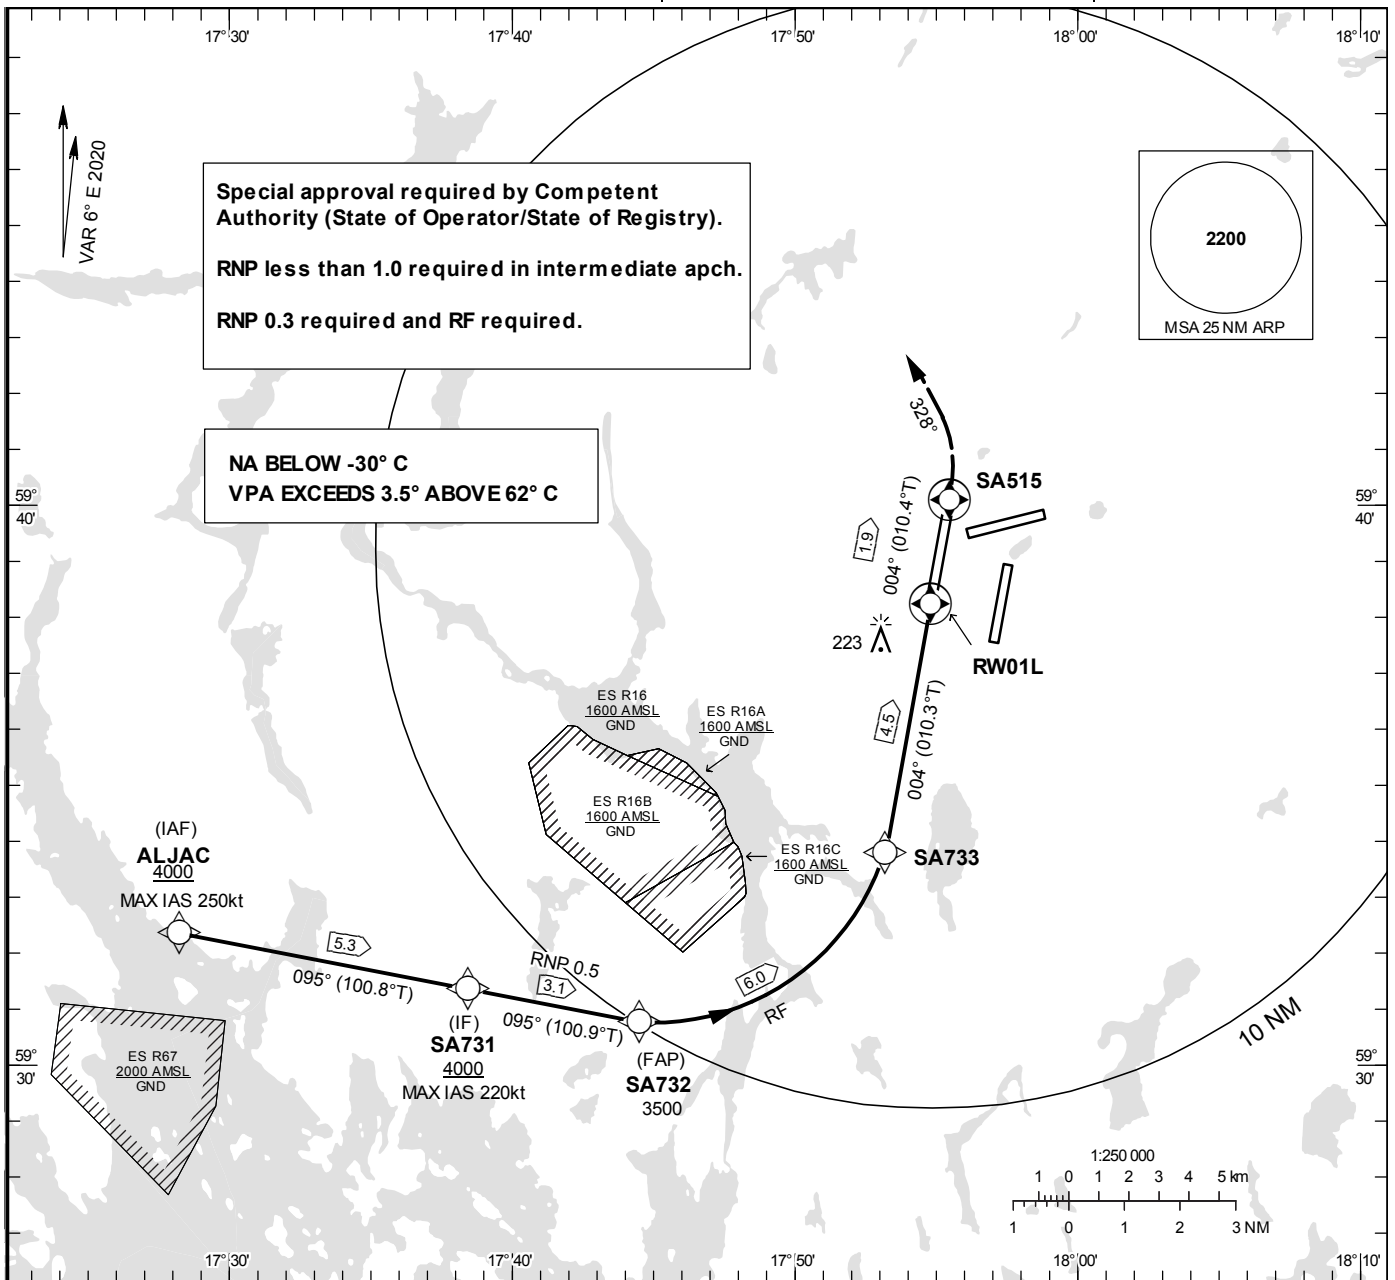 17° 30'
17° 40'
17° 50'
18° 00'
18° 10'
VAR 6° E 2020
Special approval required by Competent
Authority (State of Operator/State of Registry).
RNP less than 1.0 required in intermediate apch.
RNP 0.3 required and RF required.
2200
MSA 25 NM ARP
NA BELOW -30° C
VPA EXCEEDS 3.5° ABOVE 62° C
328°
SA515
59°
40'
59°
40'
1.9
004° (010.4°T)
223
RW01L
4.5
004° (010.3°T)
ES R16
1600 AMSL
GND
ES R16A
1600 AMSL
GND
ES R16B
1600 AMSL
GND
ES R16C
1600 AMSL
GND
SA733
(IAF)
ALJAC
4000
MAX IAS 250kt
5.3
095° (100.8°T)
RNP 0.5
3.1
095° (100.9°T)
6.0
RF
(IF)
SA731
4000
MAX IAS 220kt
(FAP)
SA732
3500
10 NM
ES R67
2000 AMSL
GND
59°
30'
59°
30'
1:250 000
1 0 1 2 3 4 5 km
1 0 1 2 3 NM
17° 30'
17° 40'
17° 50'
18° 00'
18° 10'